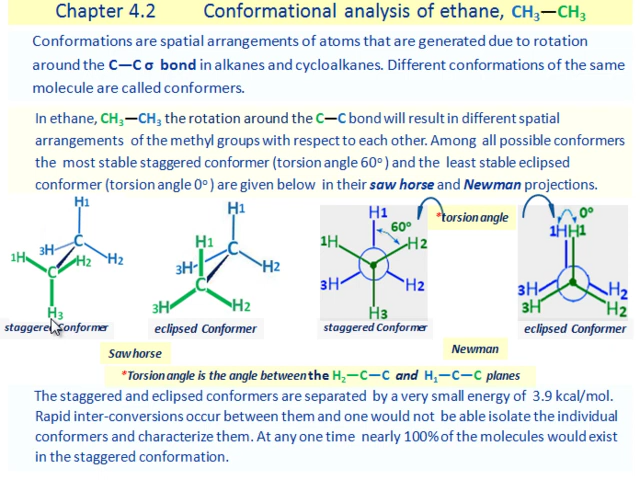 Chapter 4.2 Conformational analysis of ethane, CH₃—CH₃
Conformations are spatial arrangements of atoms that are generated due to rotation
around the C—C σ bond in alkanes and cycloalkanes. Different conformations of the same
molecule are called conformers.
In ethane, CH₃—CH₃ the rotation around the C—C bond will result in different spatial
arrangements of the methyl groups with respect to each other. Among all possible conformers
the most stable staggered conformer (torsion angle 60°) and the least stable eclipsed
conformer (torsion angle 0°) are given below in their saw horse and Newman projections.
H1
1H 3H H2 H2
C C
H3
staggered Conformer
H1
H1 C
3H H2
C
3H H2
eclipsed Conformer
H1 60°
1H H2
3H H2
H3
staggered Conformer
*torsion angle
0°
1H H1
3H H2
3H H2
eclipsed Conformer
Saw horse
Newman
*Torsion angle is the angle between the H₂—C—C and H₁—C—C planes
The staggered and eclipsed conformers are separated by a very small energy of 3.9 kcal/mol.
Rapid inter-conversions occur between them and one would not be able isolate the individual
conformers and characterize them. At any one time nearly 100% of the molecules would exist
in the staggered conformation.